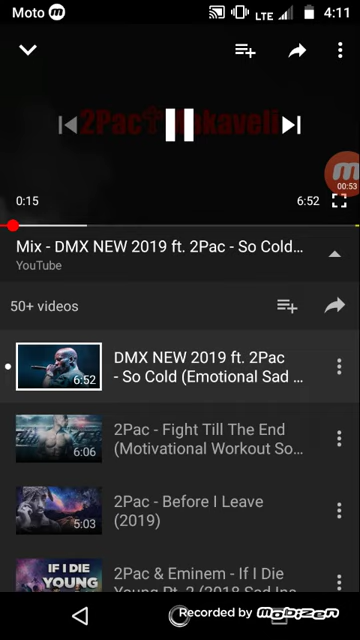 Moto
LTE
4:11
2Pac Makaveli
00:53
0:15
6:52
Mix - DMX NEW 2019 ft. 2Pac - So Cold...
YouTube
50+ videos
6:52
DMX NEW 2019 ft. 2Pac
- So Cold (Emotional Sad ...
6:06
2Pac - Fight Till The End
(Motivational Workout So...
5:03
2Pac - Before I Leave
(2019)
IF I DIE
YOUNG
2Pac & Eminem - If I Die
Young Pt. 2 (2018 Sad Ins...
Recorded by mobizen